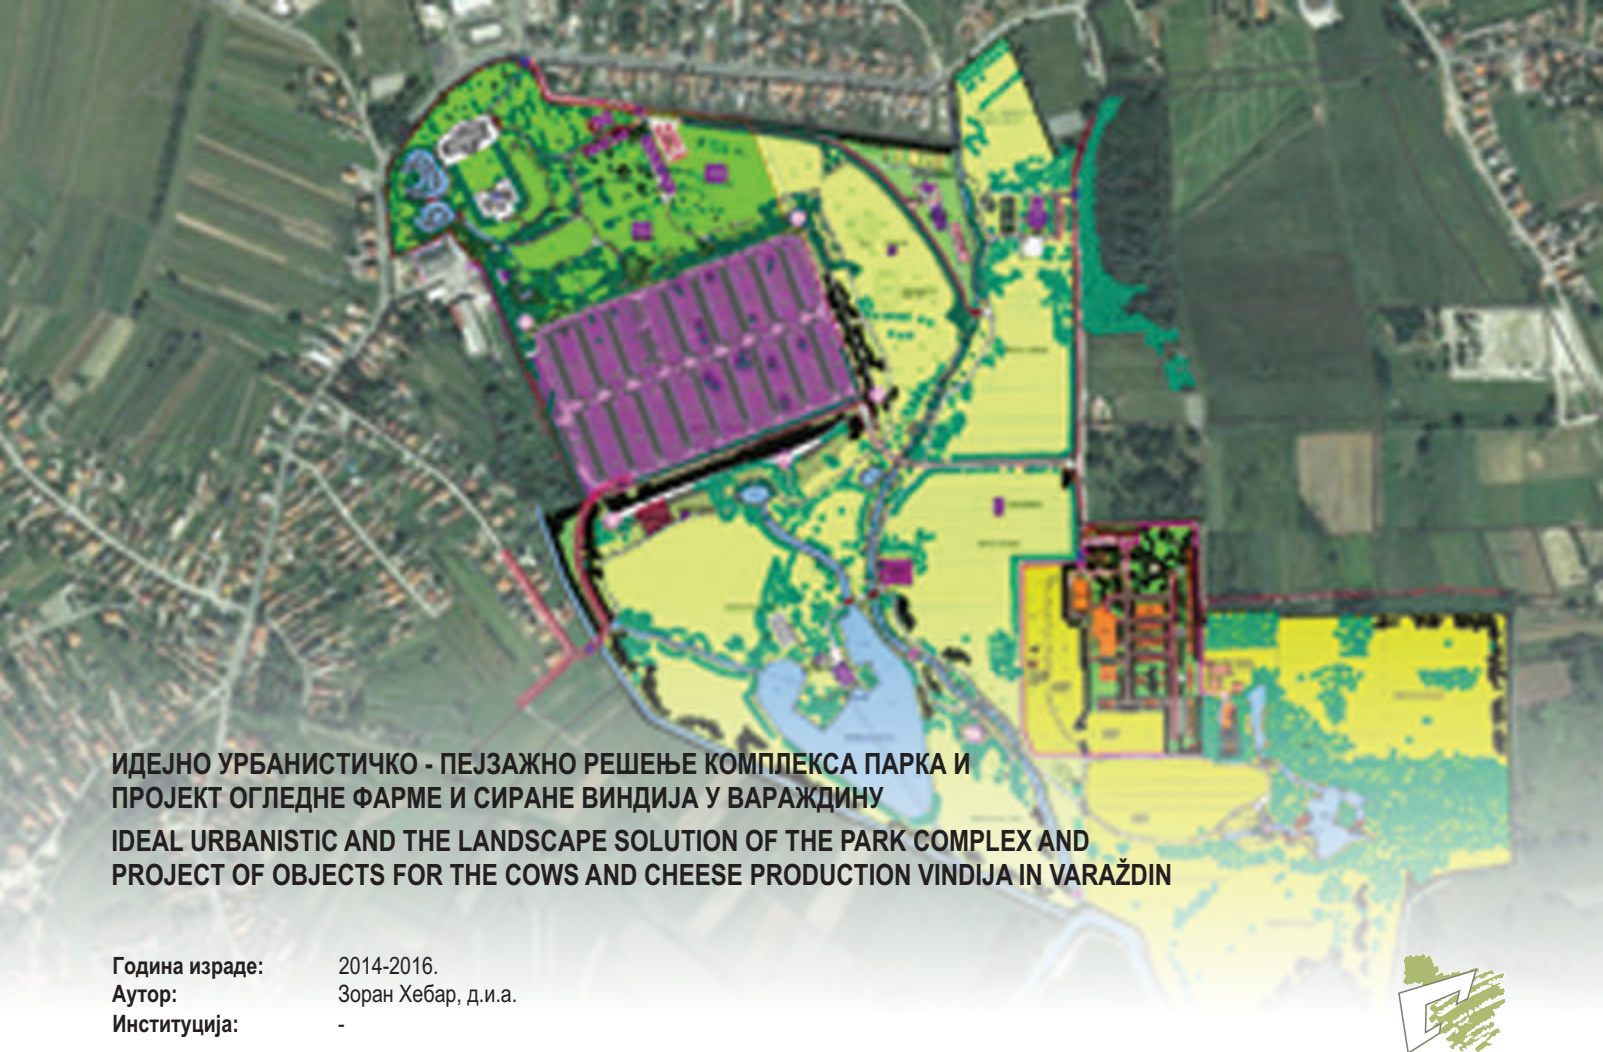 ИДЕЈНО УРБАНИСТИЧКО - ПЕЈЗАЖНО РЕШЕЊЕ КОМПЛЕКСА ПАРКА И
ПРОЈЕКТ ОГЛЕДНЕ ФАРМЕ И СИРАНЕ ВИНДИЈА У ВАРАЖДИНУ
IDEAL URBANISTIC AND THE LANDSCAPE SOLUTION OF THE PARK COMPLEX AND
PROJECT OF OBJECTS FOR THE COWS AND CHEESE PRODUCTION VINDIJA IN VARAŽDIN
Година израде: 2014-2016.
Аутор: Зоран Хебар, д.и.а.
Институција: -